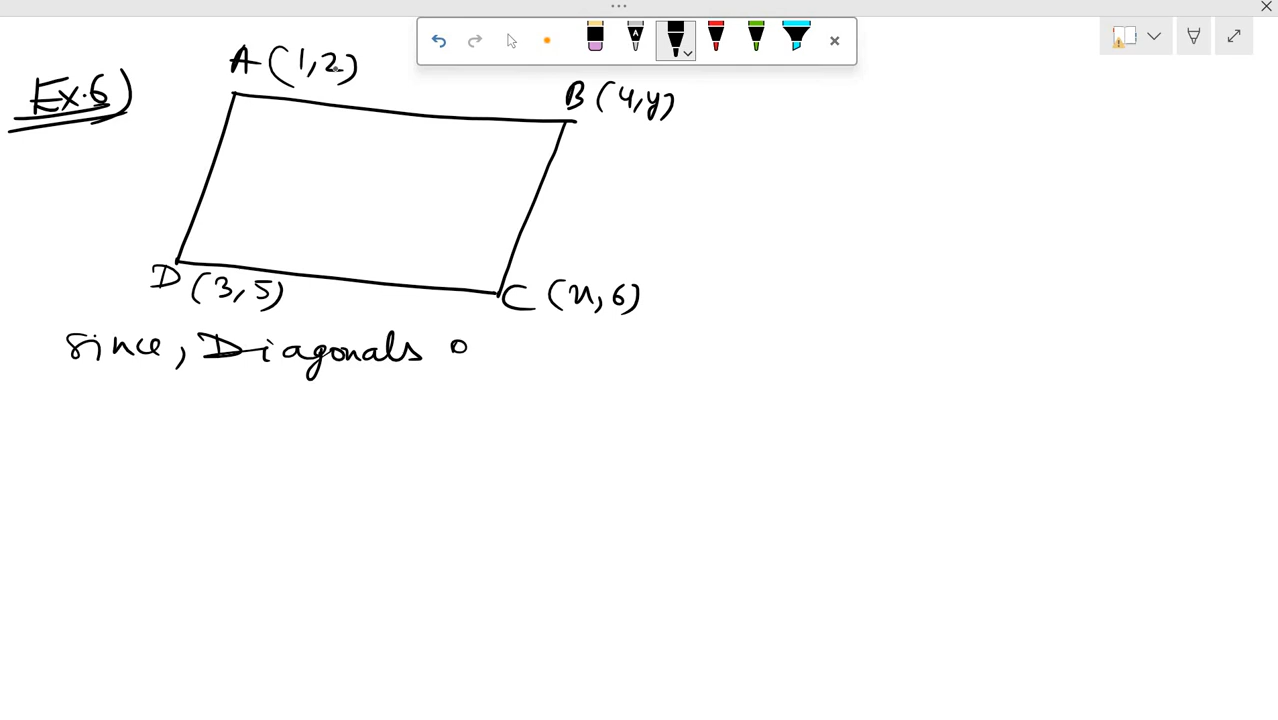 A (1,2)
Ex.6)
B (4,y)
D (3,5)
C (x,6)
Since, Diagonals o